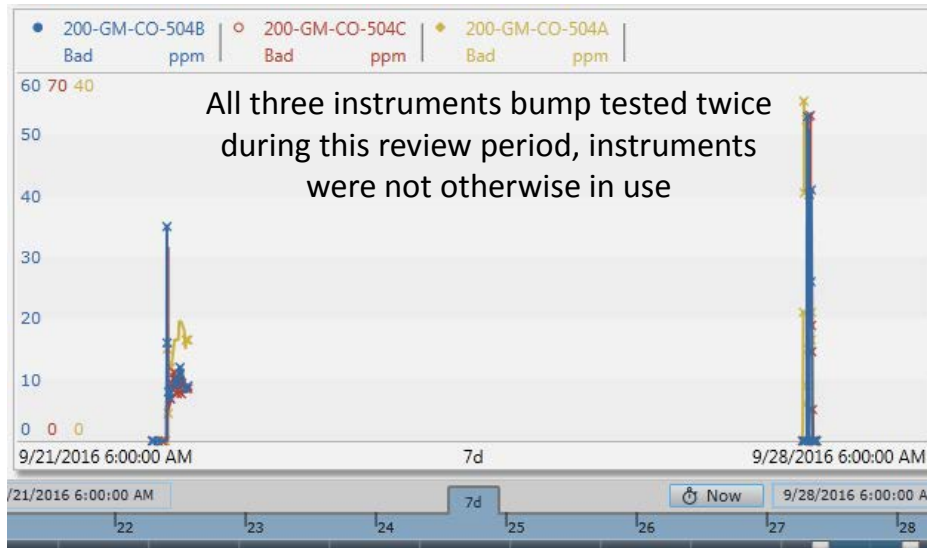 200-GM-CO-504B 200-GM-CO-504C 200-GM-CO-504A
Bad ppm Bad ppm Bad ppm
60 70 40
All three instruments bump tested twice
during this review period, instruments
were not otherwise in use
50
40
30
20
10
0 0 0
9/21/2016 6:00:00 AM 7d 9/28/2016 6:00:00 AM
/21/2016 6:00:00 AM 7d Now 9/28/2016 6:00:00 A
22 23 24 25 26 27 28